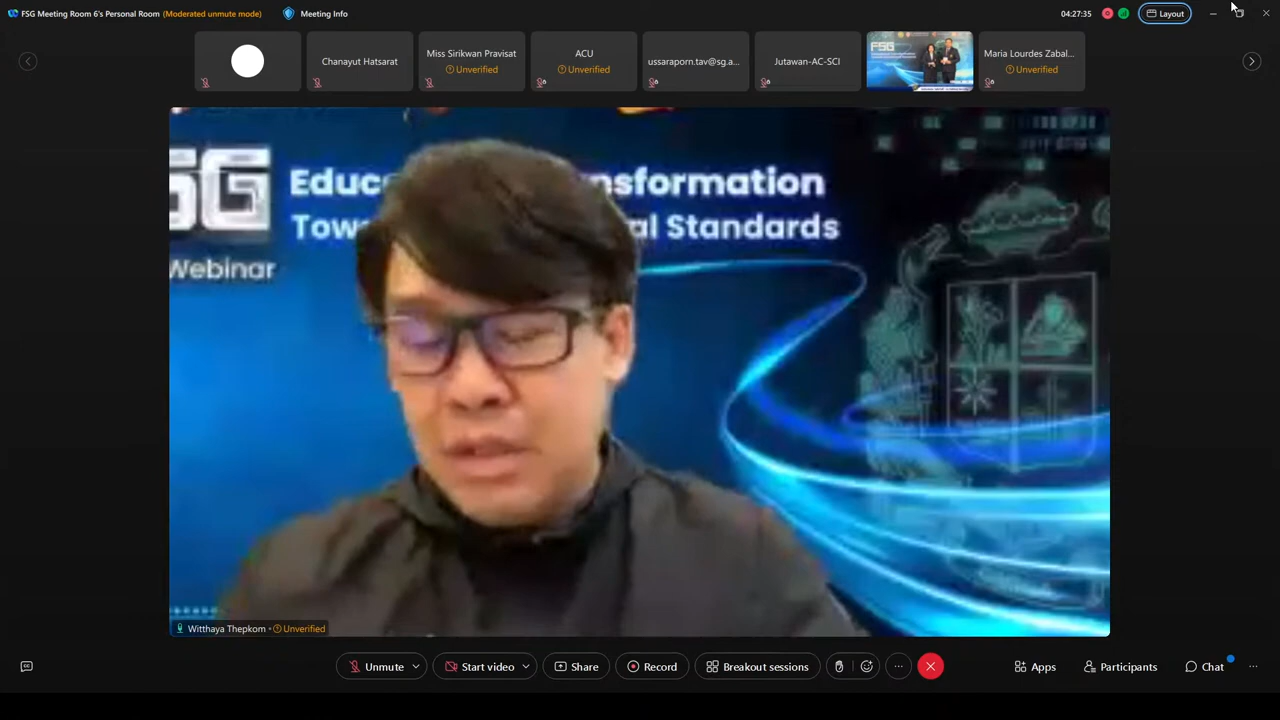 FSG Meeting Room 6's Personal Room (Moderated unmute mode)
Meeting Info
04:27:35
Layout
Chanayut Hatsarat
Miss Sirikwan Pravisat
Unverified
ACU
Unverified
ussaraporn.tav@sg.a...
Jutawan-AC-SCI
FSG
Maria Lourdes Zabal...
Unverified
SG
Webinar
Educ
nsformation
Tow
al Standards
Witthaya Thepkom • Unverified
Unmute
Start video
Share
Record
Breakout sessions
Apps
Participants
Chat